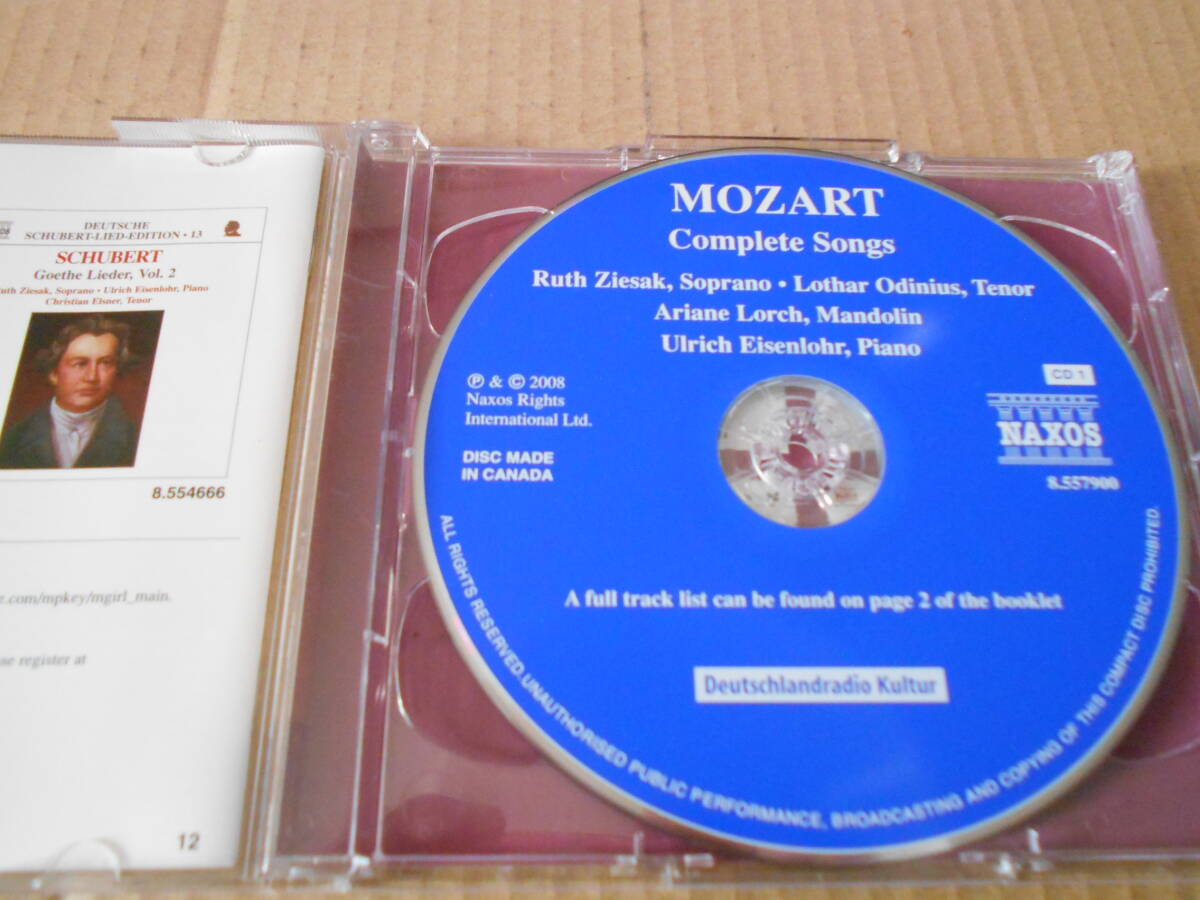 DEUTSCHE
SCHUBERT-LIED-EDITION • 13
SCHUBERT
Goethe Lieder, Vol. 2
Ziesak, Soprano • Ulrich Eisenlohr, Piano
Christian Elsner, Tenor
8.554666
.com/mpkey/mgirl_main.
register at
12
MOZART
Complete Songs
Ruth Ziesak, Soprano • Lothar Odinius, Tenor
Ariane Lorch, Mandolin
Ulrich Eisenlohr, Piano
℗ & © 2008
Naxos Rights
International Ltd.
DISC MADE
IN CANADA
CD 1
NAXOS
8.557900
A full track list can be found on page 2 of the booklet
Deutschlandradio Kultur
ALL RIGHTS RESERVED. UNAUTHORISED PUBLIC PERFORMANCE, BROADCASTING AND COPYING OF THIS COMPACT DISC PROHIBITED.